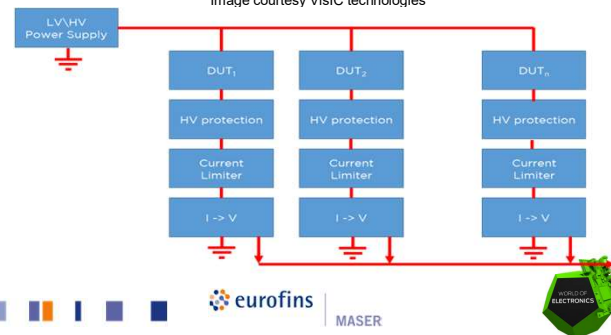 Image courtesy VisIC technologies
LV\HV
Power Supply
DUT1
DUT2
DUTn
HV protection
HV protection
HV protection
Current
Limiter
Current
Limiter
Current
Limiter
I -> V
I -> V
I -> V
eurofins
MASER
WORLD OF
ELECTRONICS